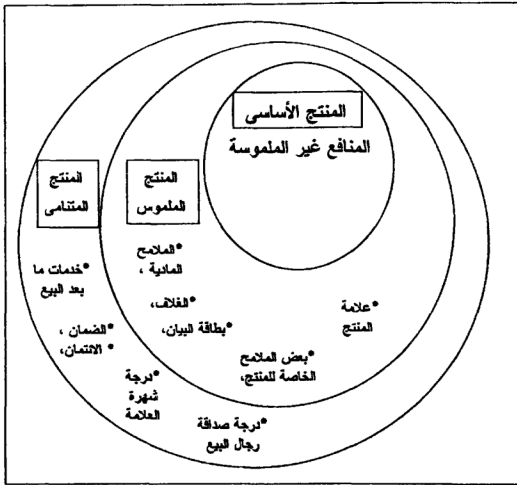 المنتج الأساسى
المنافع غير الملموسة
المنتج
الملموس
•الملامح
المادية ،
•الغلاف،
•بطاقة البيان،
•علامة
المنتج
•بعض الملامح
الخاصة للمنتج،
المنتج
المتنامى
•خدمات ما
بعد البيع
•الضمان ،
• الائتمان،
•درجة
شهرة
العلامة
•درجة صداقة
رجال البيع